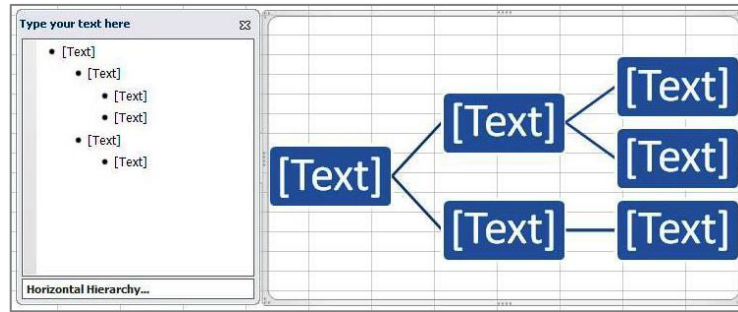 Type your text here
• [Text]
• [Text]
• [Text]
• [Text]
• [Text]
• [Text]
Horizontal Hierarchy...
[Text]
[Text]
[Text]
[Text]
[Text]
[Text]